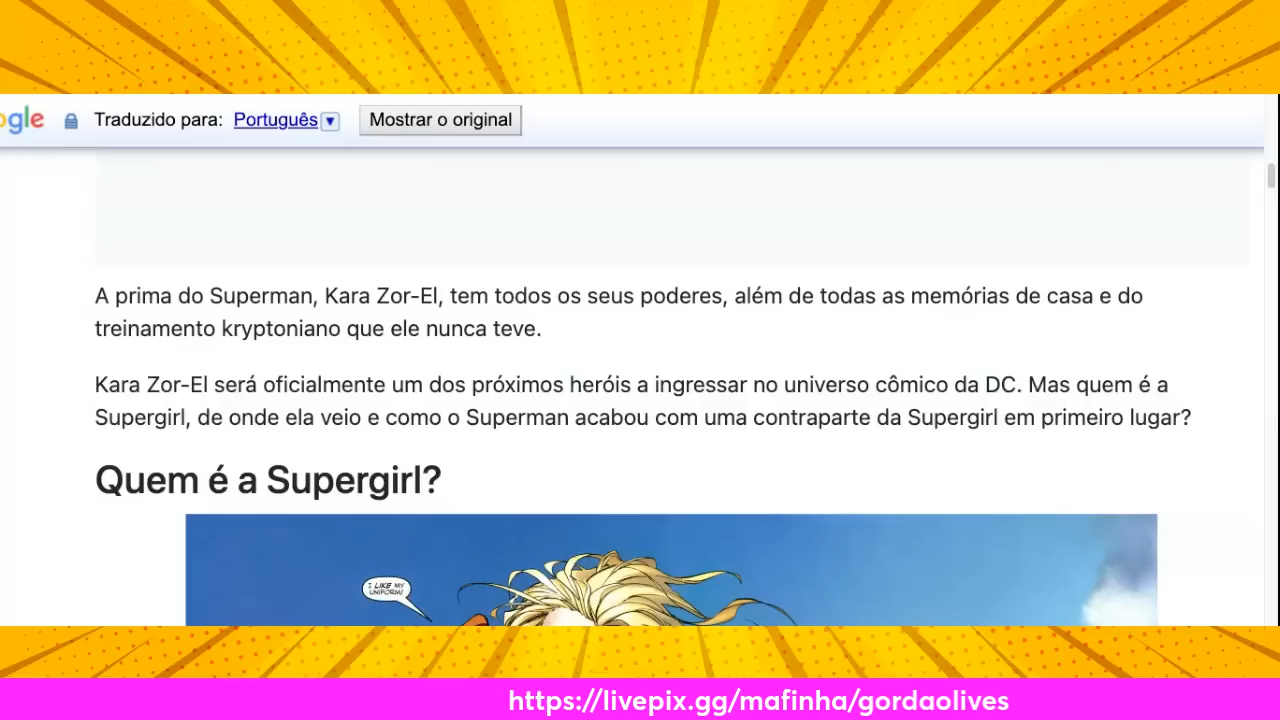 ogle Traduzido para: Português Mostrar o original
A prima do Superman, Kara Zor-El, tem todos os seus poderes, além de todas as memórias de casa e do
treinamento kryptoniano que ele nunca teve.
Kara Zor-El será oficialmente um dos próximos heróis a ingressar no universo cômico da DC. Mas quem é a
Supergirl, de onde ela veio e como o Superman acabou com uma contraparte da Supergirl em primeiro lugar?
Quem é a Supergirl?
I LIKE MY
UNIFORM!
https://livepix.gg/mafinha/gordaolives